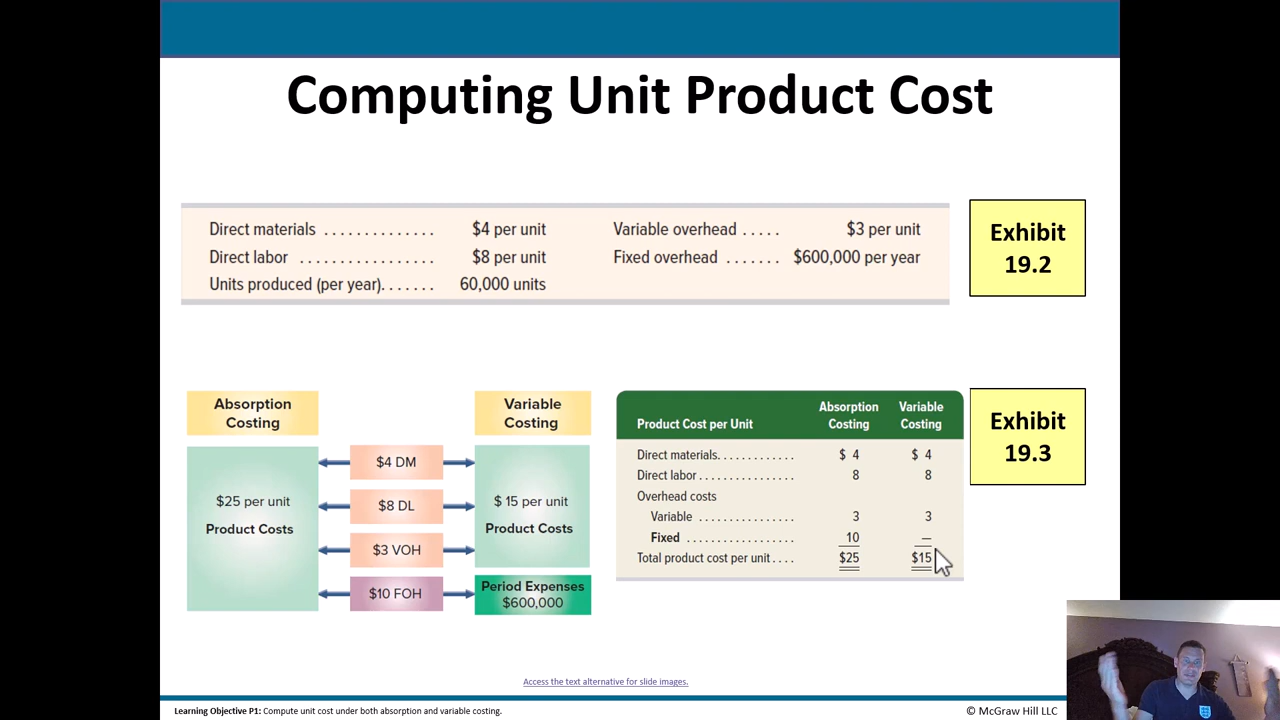 Computing Unit Product Cost
Direct materials .............. $4 per unit Variable overhead ..... $3 per unit
Direct labor ................. $8 per unit Fixed overhead ....... $600,000 per year
Units produced (per year)....... 60,000 units
Exhibit
19.2
Absorption
Costing
Variable
Costing
$4 DM
$8 DL
$3 VOH
$10 FOH
$25 per unit
Product Costs
$ 15 per unit
Product Costs
Period Expenses
$600,000
Product Cost per Unit Absorption Costing Variable Costing
Direct materials............. $ 4 $ 4
Direct labor ................ 8 8
Overhead costs
Variable ................ 3 3
Fixed .................. 10 —
Total product cost per unit.... $25 $15
Exhibit
19.3
Access the text alternative for slide images.
Learning Objective P1: Compute unit cost under both absorption and variable costing.
© McGraw Hill LLC